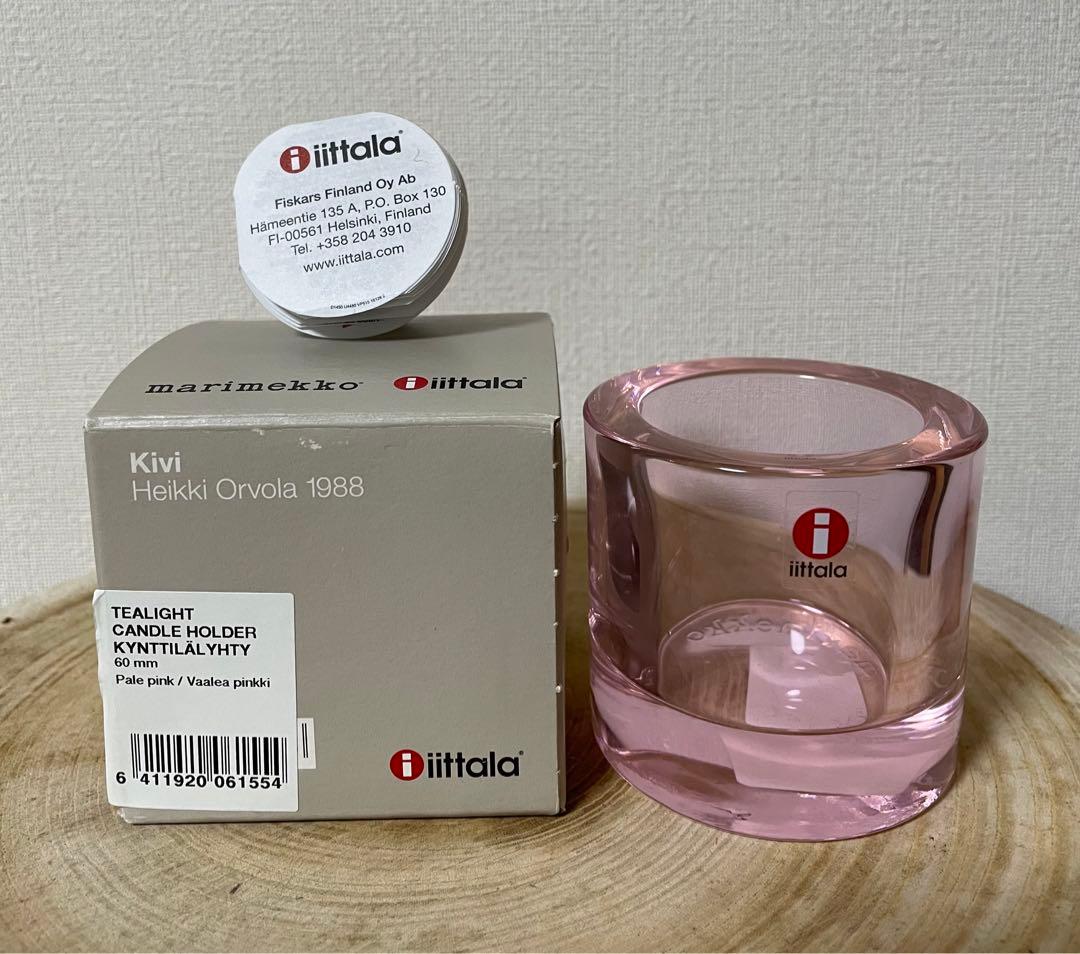 iittala
Fiskars Finland Oy Ab
Hämeentie 135 A, P.O. Box 130
FI-00561 Helsinki, Finland
Tel. +358 204 3910
www.iittala.com
marimekko® iittala®
Kivi
Heikki Orvola 1988
TEALIGHT
CANDLE HOLDER
KYNTTILÄLYHTY
60 mm
Pale pink / Vaalea pinkki
6 411920 061554
iittala®
i
iittala